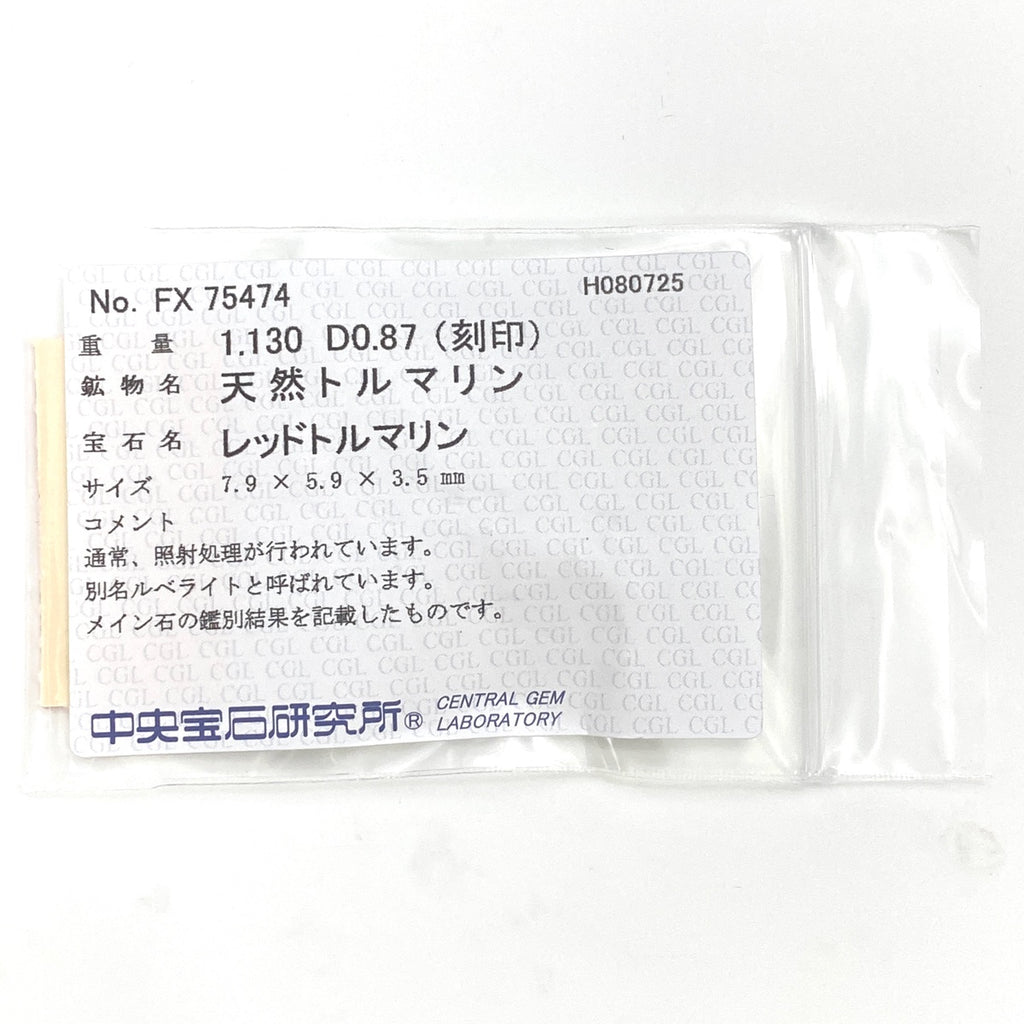 No. FX 75474
H080725
重 量 1.130 D0.87 (刻印)
鉱物名 天然トルマリン
宝石名 レッドトルマリン
サイズ 7.9 × 5.9 × 3.5 mm
コメント
通常、照射処理が行われています。
別名ルベライトと呼ばれています。
メイン石の鑑別結果を記載したものです。
中央宝石研究所® CENTRAL GEM
LABORATORY